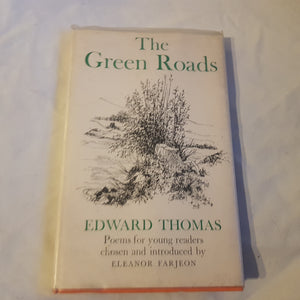 The
Green Roads
EDWARD THOMAS
Poems for young readers
chosen and introduced by
ELEANOR FARJEON